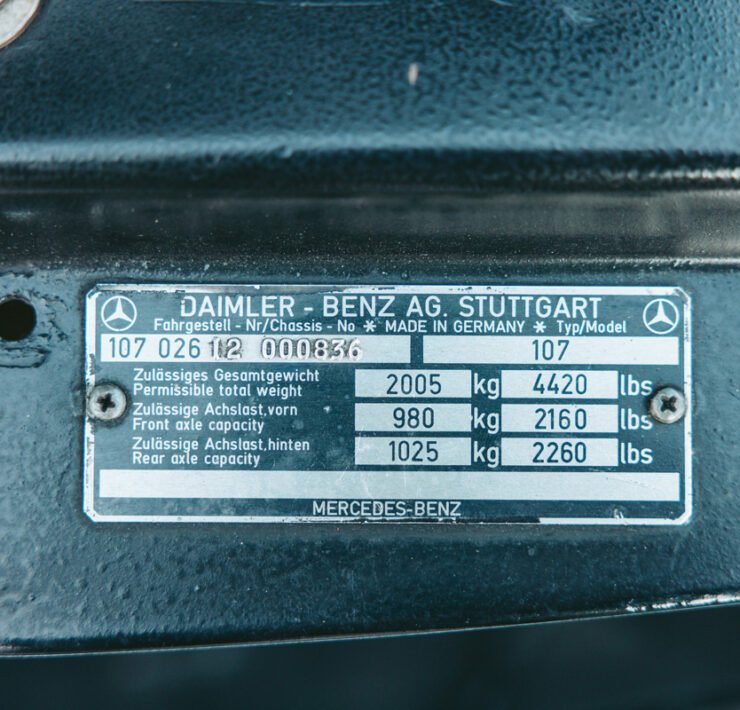 DAIMLER - BENZ AG. STUTTGART
Fahrgestell - Nr/Chassis - No * MADE IN GERMANY * Typ/Model
107 026 12 000836 107
Zulässiges Gesamtgewicht
Permissible total weight 2005 kg 4420 lbs
Zulässige Achslast,vorn
Front axle capacity 980 kg 2160 lbs
Zulässige Achslast,hinten
Rear axle capacity 1025 kg 2260 lbs
MERCEDES-BENZ